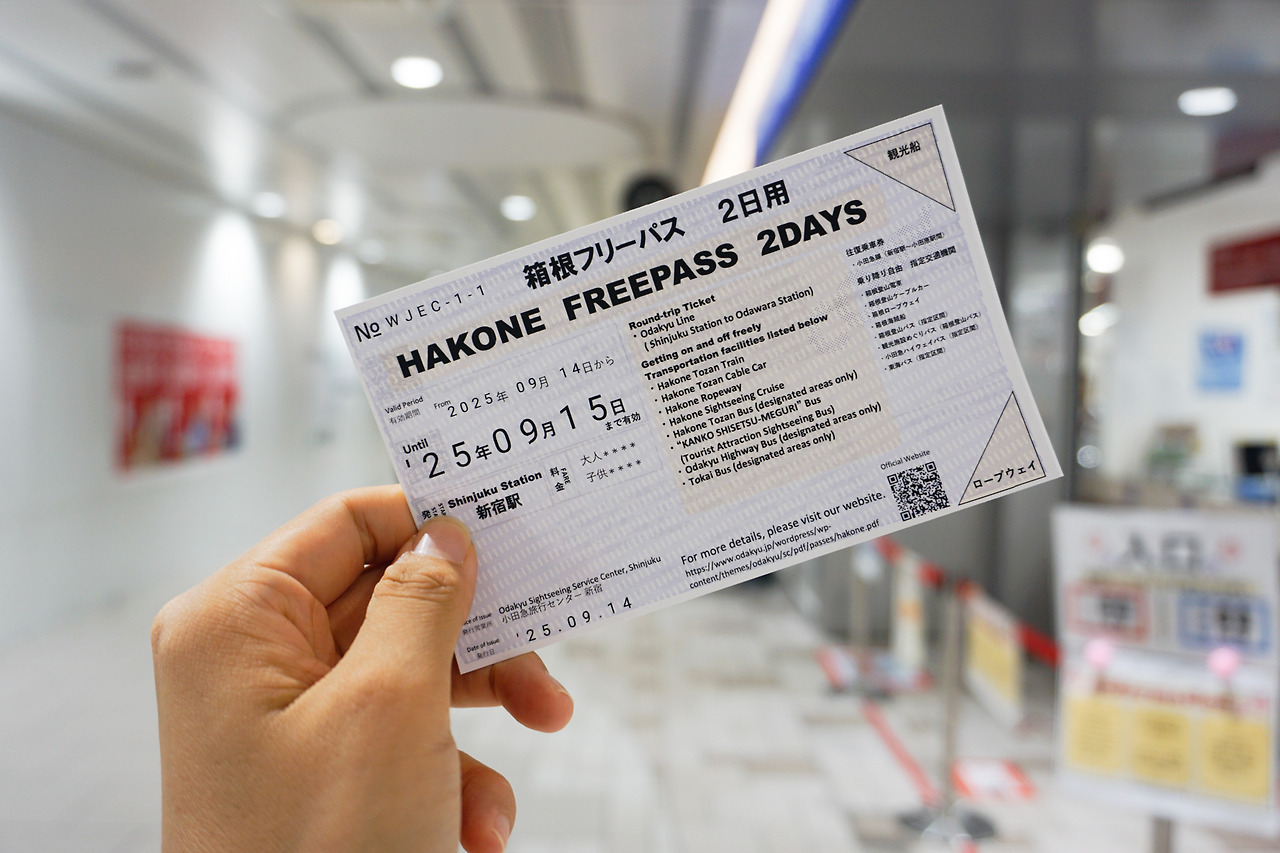 No WJEC-1-1
箱根フリーパス 2日用
HAKONE FREEPASS 2DAYS
観光船
Valid Period
有効期間
From
2025年 09月 14日から
Until
'25年09月15日
まで有効
Shinjuku Station
新宿駅
料金
FARE
大人****
子供****
Round-trip Ticket
・Odakyu Line
( Shinjuku Station to Odawara Station)
Getting on and off freely
Transportation facilities listed below
・Hakone Tozan Train
・Hakone Tozan Cable Car
・Hakone Ropeway
・Hakone Sightseeing Cruise
・Hakone Tozan Bus (designated areas only)
・"KANKO SHISETSU-MEGURI" Bus
(Tourist Attraction Sightseeing Bus)
・Odakyu Highway Bus (designated areas only)
・Tokai Bus (designated areas only)
往復乗車券
・小田急線（新宿駅～小田原駅間）
乗り降り自由 指定交通機関
・箱根登山電車
・箱根登山ケーブルカー
・箱根ロープウェイ
・箱根海賊船
・箱根登山バス（指定区間）
・観光施設めぐりバス（箱根登山バス）
・小田急ハイウェイバス（指定区間）
・東海バス（指定区間）
Official Website
ロープウェイ
For more details, please visit our website.
https://www.odakyu.jp/wordpress/wp-
content/themes/odakyu/sc/pdf/passes/hakone.pdf
Odakyu Sightseeing Service Center, Shinjuku
発行営業所
小田急旅行センター 新宿
Date of Issue
発行日
'25.09.14
入口